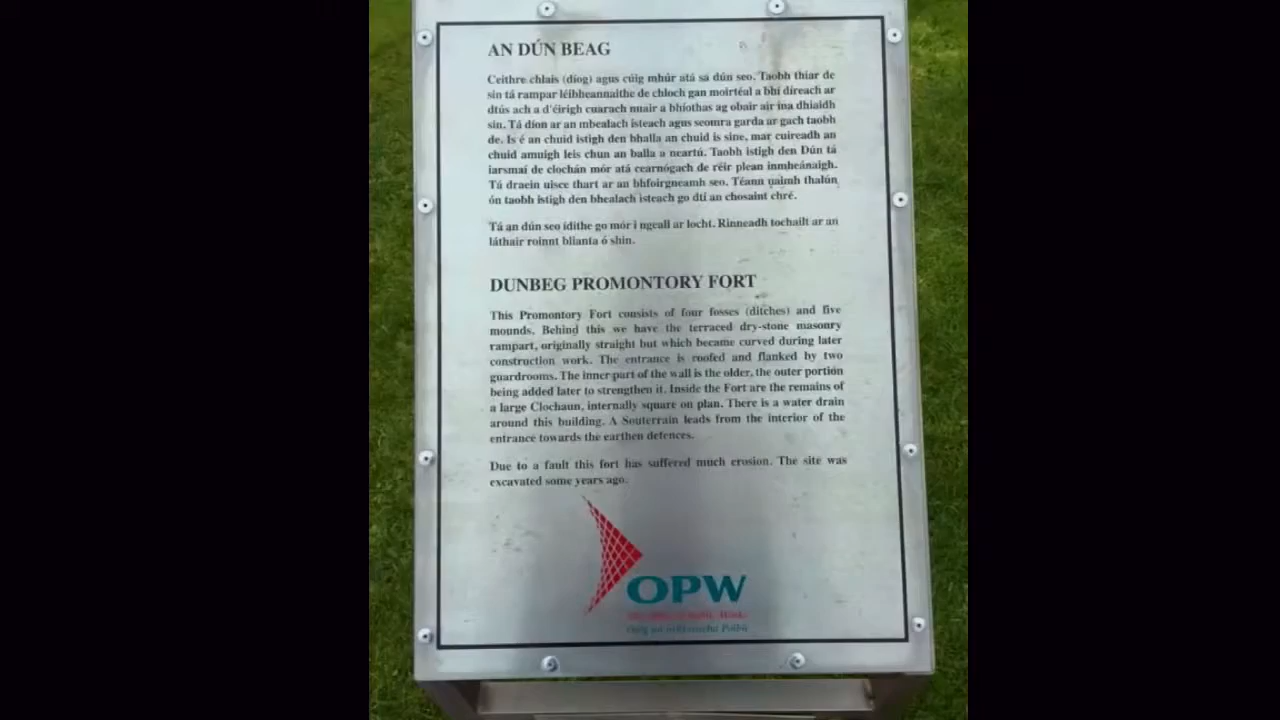 AN DÚN BEAG
Ceithre chlais (díog) agus cúig mhúr atá sa dún seo. Taobh thiar de
sin tá rampar léibheannaithe de chloch gan moirtéal a bhí díreach ar
dtús ach a d'éirigh cuarach nuair a bhíothas ag obair air ina dhiaidh
sin. Tá díon ar an mbealach isteach agus seomra garda ar gach taobh
de. Is é an chuid istigh den bhalla an chuid is sine, mar cuireadh an
chuid amuigh leis chun an balla a neartú. Taobh istigh den Dún tá
iarsmaí de clochán mór atá cearnógach de réir plean inmheánaigh.
Tá draein uisce thart ar an bhfoirgneamh seo. Téann uaimh thalún
ón taobh istigh den bhealach isteach go dtí an chosaint chré.
Tá an dún seo ídithe go mór i ngeall ar locht. Rinneadh tochailt ar an
láthair roinnt blianta ó shin.
DUNBEG PROMONTORY FORT
This Promontory Fort consists of four fosses (ditches) and five
mounds. Behind this we have the terraced dry-stone masonry
rampart, originally straight but which became curved during later
construction work. The entrance is roofed and flanked by two
guardrooms. The inner part of the wall is the older, the outer portion
being added later to strengthen it. Inside the Fort are the remains of
a large Clochaun, internally square on plan. There is a water drain
around this building. A Souterrain leads from the interior of the
entrance towards the earthen defences.
Due to a fault this fort has suffered much erosion. The site was
excavated some years ago.
OPW